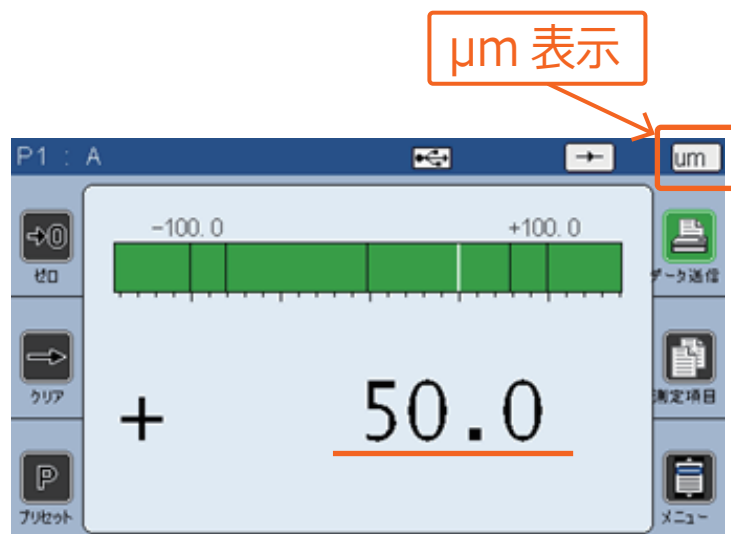 μm 表示
P1 : A
um
-100.0
+100.0
ゼロ
データ送信
クリア
+ 50.0
測定項目
P
プリセット
メニュー